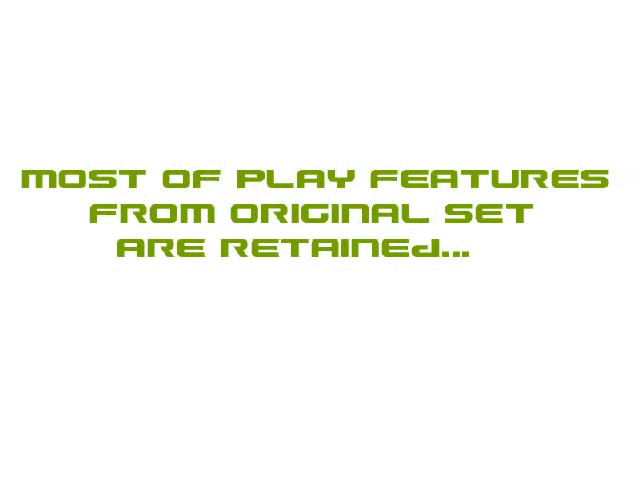 MOST OF PLAY FEATURES
FROM ORIGINAL SET
ARE RETAINEd...